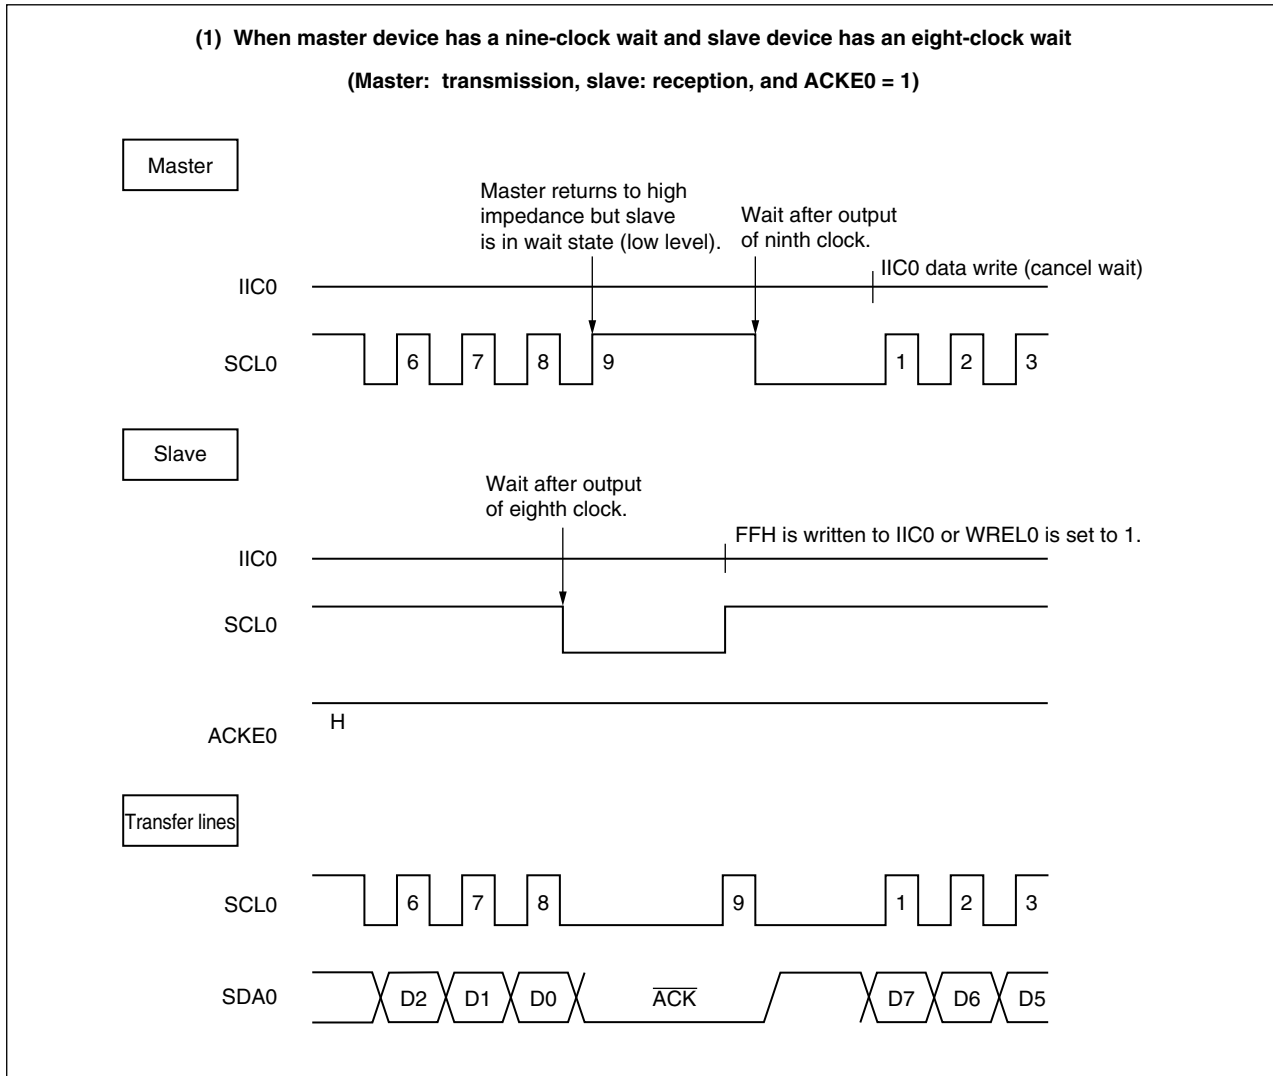 (1) When master device has a nine-clock wait and slave device has an eight-clock wait
(Master: transmission, slave: reception, and ACKE0 = 1)
Master
Master returns to high
impedance but slave
is in wait state (low level).
Wait after output
of ninth clock.
IIC0 data write (cancel wait)
IIC0
SCL0
6 7 8 9 1 2 3
Slave
Wait after output
of eighth clock.
FFH is written to IIC0 or WREL0 is set to 1.
IIC0
SCL0
H
ACKE0
Transfer lines
SCL0
6 7 8 9 1 2 3
SDA0
D2 D1 D0 ACK D7 D6 D5